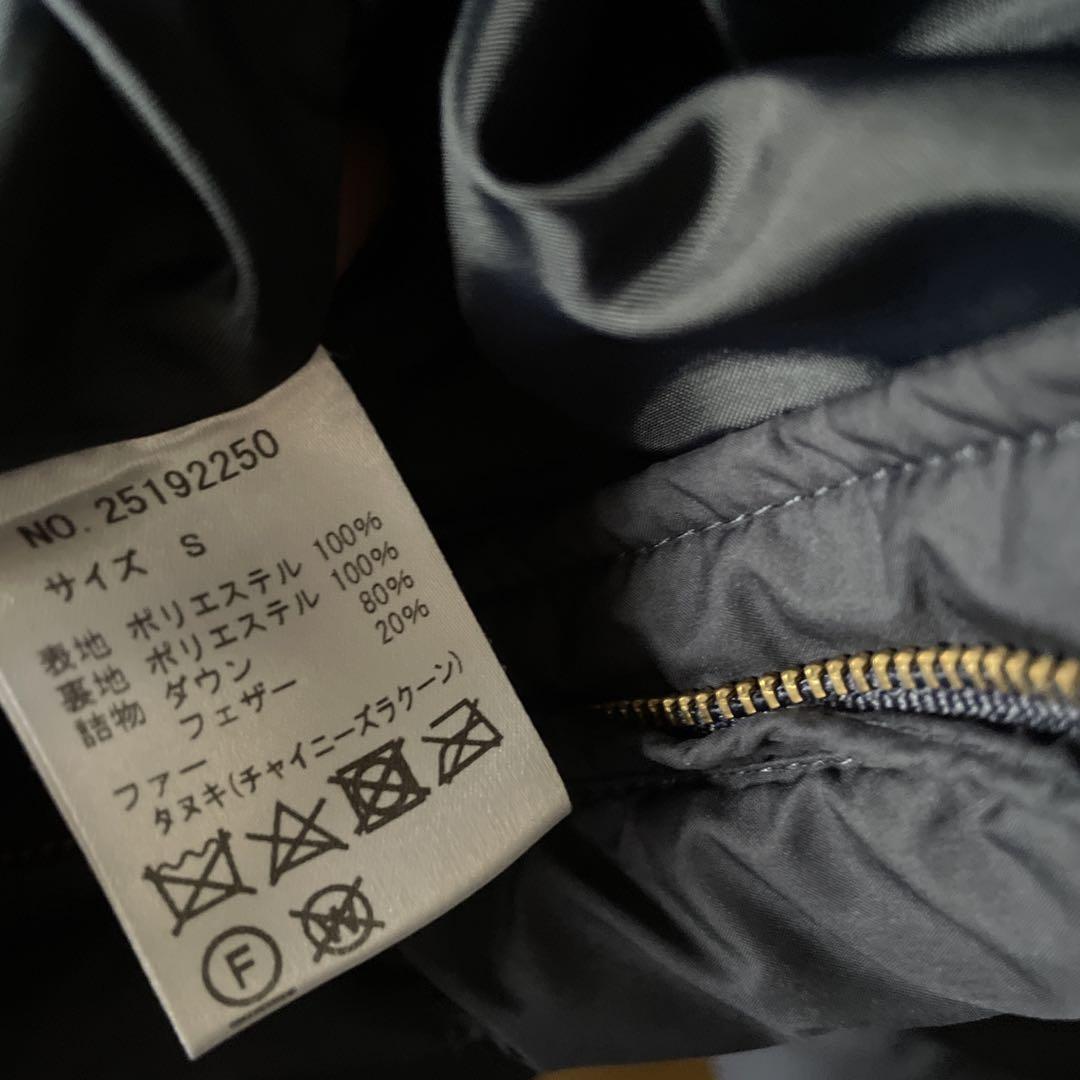 NO.25192250
サイズ S
表地 ポリエステル 100%
裏地 ポリエステル 100%
詰物 ダウン 80%
フェザー 20%
ファー
タヌキ(チャイニーズラクーン)
F
W